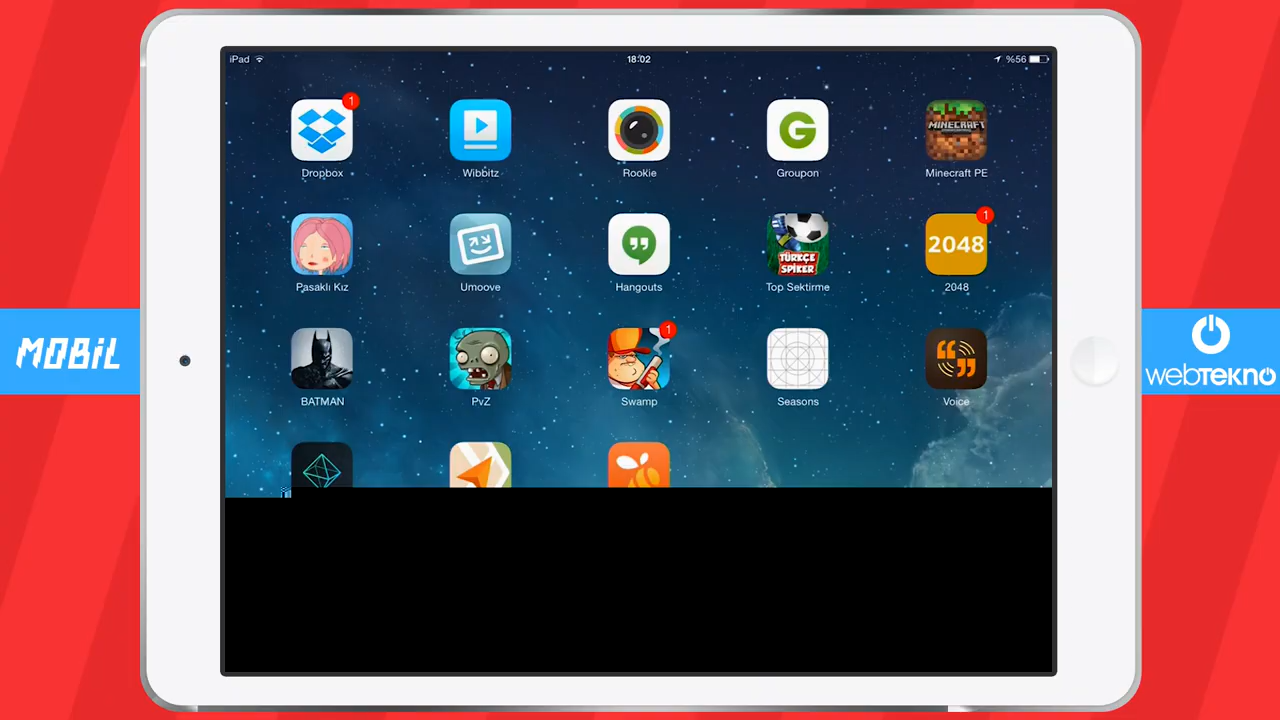 iPad 18:02 %56
1
Dropbox Wibbitz Rookie Groupon MINECRAFT Minecraft PE
1
TÜRKÇE SPİKER 2048
Pasaklı Kız Umoove Hangouts Top Sektirme 2048
MOBİL
webTEKNO
1
BATMAN PvZ Swamp Seasons Voice